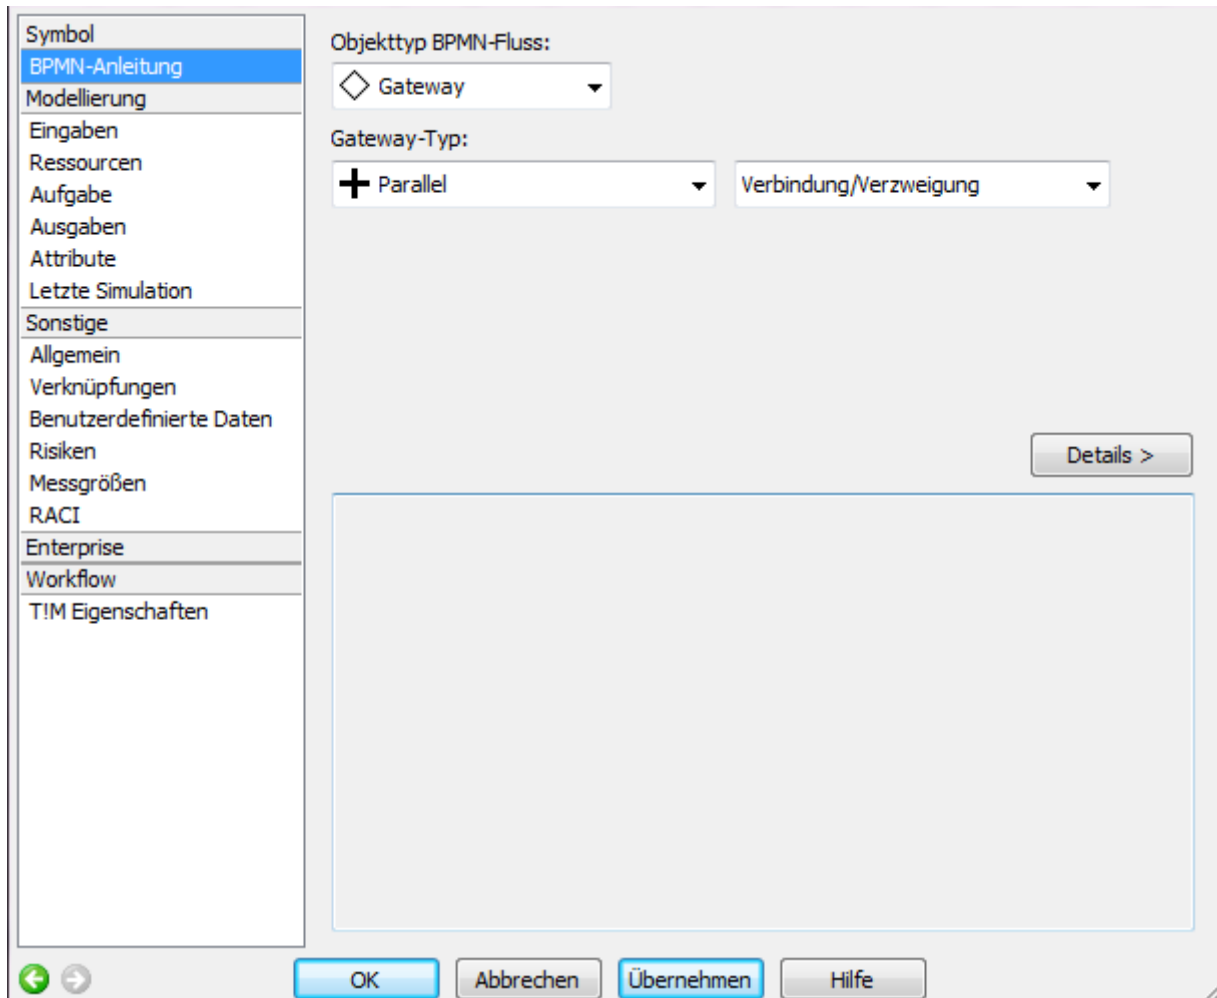 Symbol
BPMN-Anleitung
Modellierung
Eingaben
Ressourcen
Aufgabe
Ausgaben
Attribute
Letzte Simulation
Sonstige
Allgemein
Verknüpfungen
Benutzerdefinierte Daten
Risiken
Messgrößen
RACI
Enterprise
Workflow
T!M Eigenschaften
Objekttyp BPMN-Fluss:
Gateway
Gateway-Typ:
Parallel
Verbindung/Verzweigung
Details >
OK
Abbrechen
Übernehmen
Hilfe